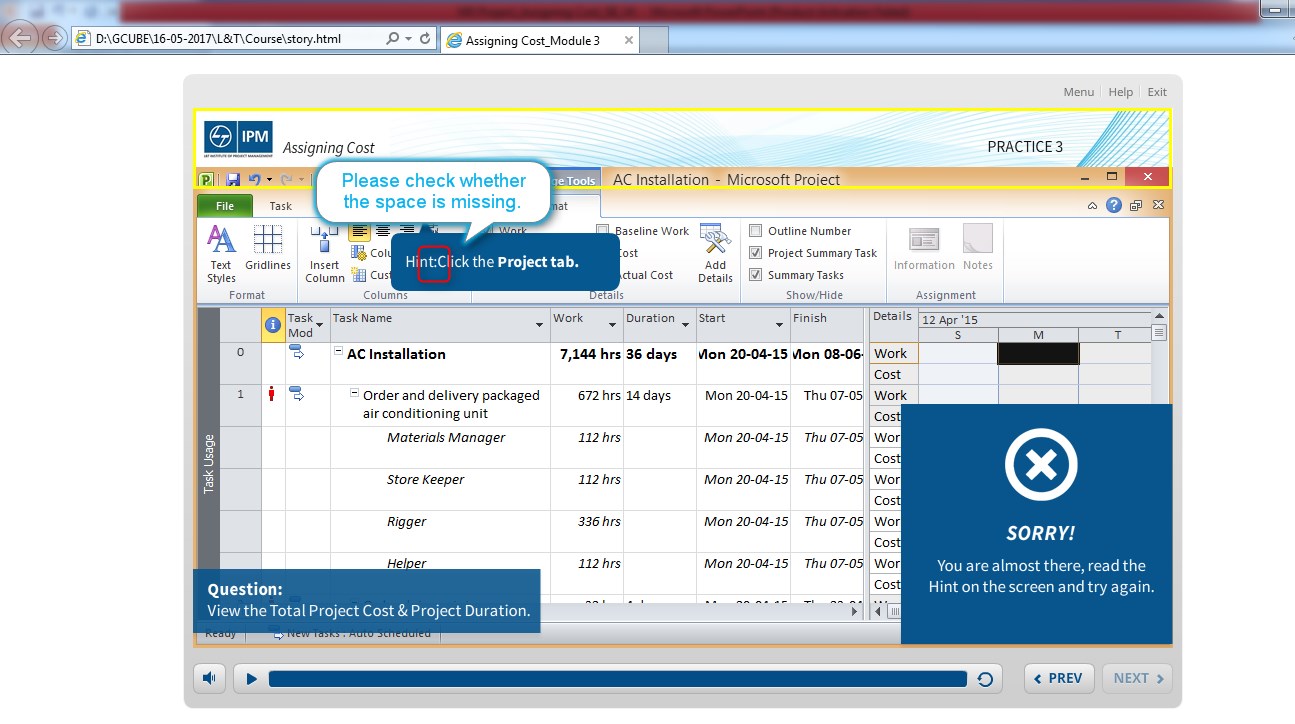 D:\GCUBE\16-05-2017\L&T\Course\story.html
Assigning Cost_Module 3
Menu Help Exit
IPM
L&T INSTITUTE OF PROJECT MANAGEMENT
Assigning Cost
PRACTICE 3
Please check whether
the space is missing.
ge Tools
AC Installation - Microsoft Project
File Task
mat
Work
Baseline Work
Outline Number
Hint:Click the Project tab.
Colu
Cost
Project Summary Task
Text
Styles
Gridlines
Insert
Column
Cust
Actual Cost
Add
Details
Summary Tasks
Information
Notes
Format
Columns
Details
Show/Hide
Assignment
Task
Mod
Task Name
Work
Duration
Start
Finish
Details
12 Apr '15
S M T
0 AC Installation 7,144 hrs 36 days Mon 20-04-15 Mon 08-06- Work
Cost
1 Order and delivery packaged 672 hrs 14 days Mon 20-04-15 Thu 07-05 Work
air conditioning unit Cost
Materials Manager 112 hrs Mon 20-04-15 Thu 07-05 Wor
Cost
Store Keeper 112 hrs Mon 20-04-15 Thu 07-05 Wor
Cost
Rigger 336 hrs Mon 20-04-15 Thu 07-05 Wor
Cost
Helper 112 hrs Mon 20-04-15 Thu 07-05 Wor
Cost
Task Usage
SORRY!
You are almost there, read the
Hint on the screen and try again.
Question:
View the Total Project Cost & Project Duration.
Ready
New Tasks : Auto Scheduled
PREV
NEXT